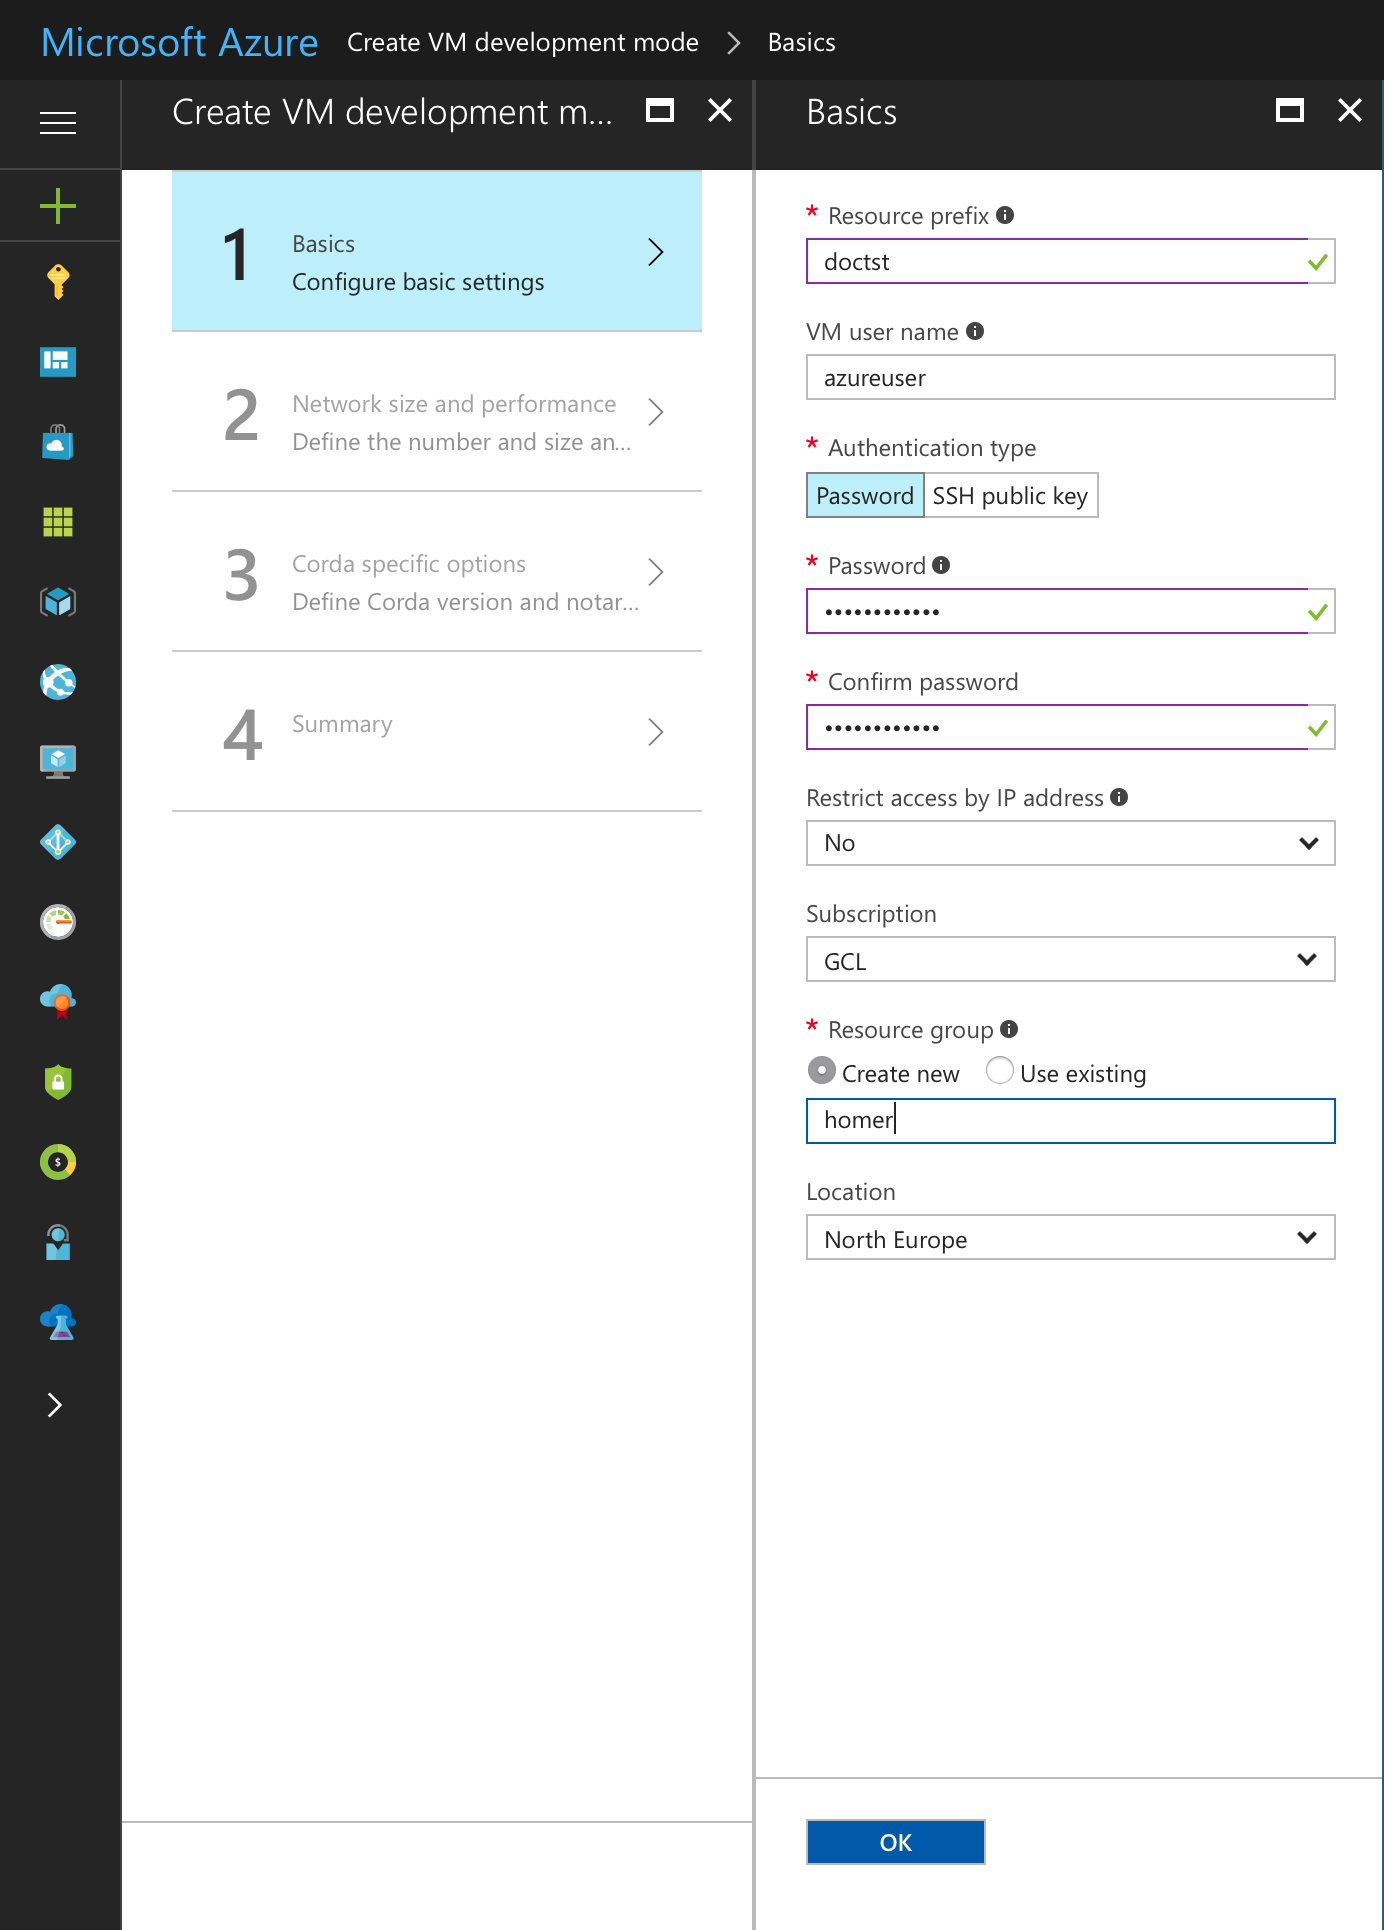 Microsoft Azure Create VM development mode Basics
Create VM development m...
1
Basics
Configure basic settings
2
Network size and performance
Define the number and size an...
3
Corda specific options
Define Corda version and notar...
4
Summary
Basics
* Resource prefix
doctst
VM user name
azureuser
* Authentication type
Password SSH public key
* Password
••••••••••••
* Confirm password
••••••••••••
Restrict access by IP address
No
Subscription
GCL
* Resource group
Create new Use existing
homer
Location
North Europe
OK